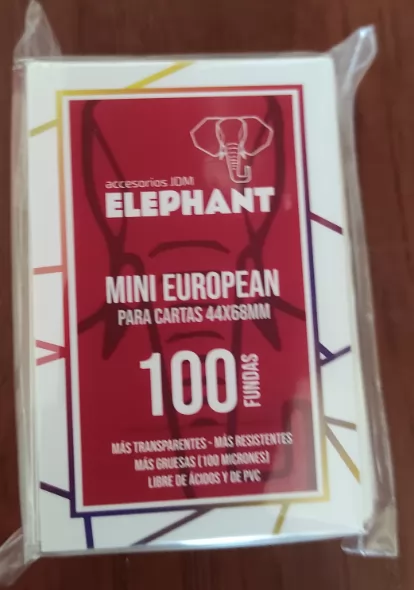 accesorios JDM
ELEPHANT
MINI EUROPEAN
PARA CARTAS 44X68MM
100
FUNDAS
MÁS TRANSPARENTES - MÁS RESISTENTES
MÁS GRUESAS (100 MICRONES)
LIBRE DE ÁCIDOS Y DE PVC